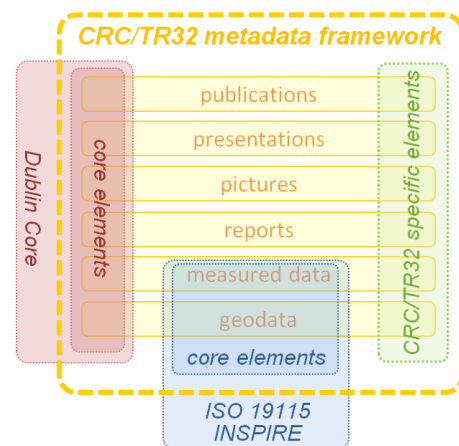 CRC/TR32 metadata framework
Dublin Core
core elements
publications
presentations
pictures
reports
measured data
geodata
core elements
ISO 19115
INSPIRE
CRC/TR32 specific elements